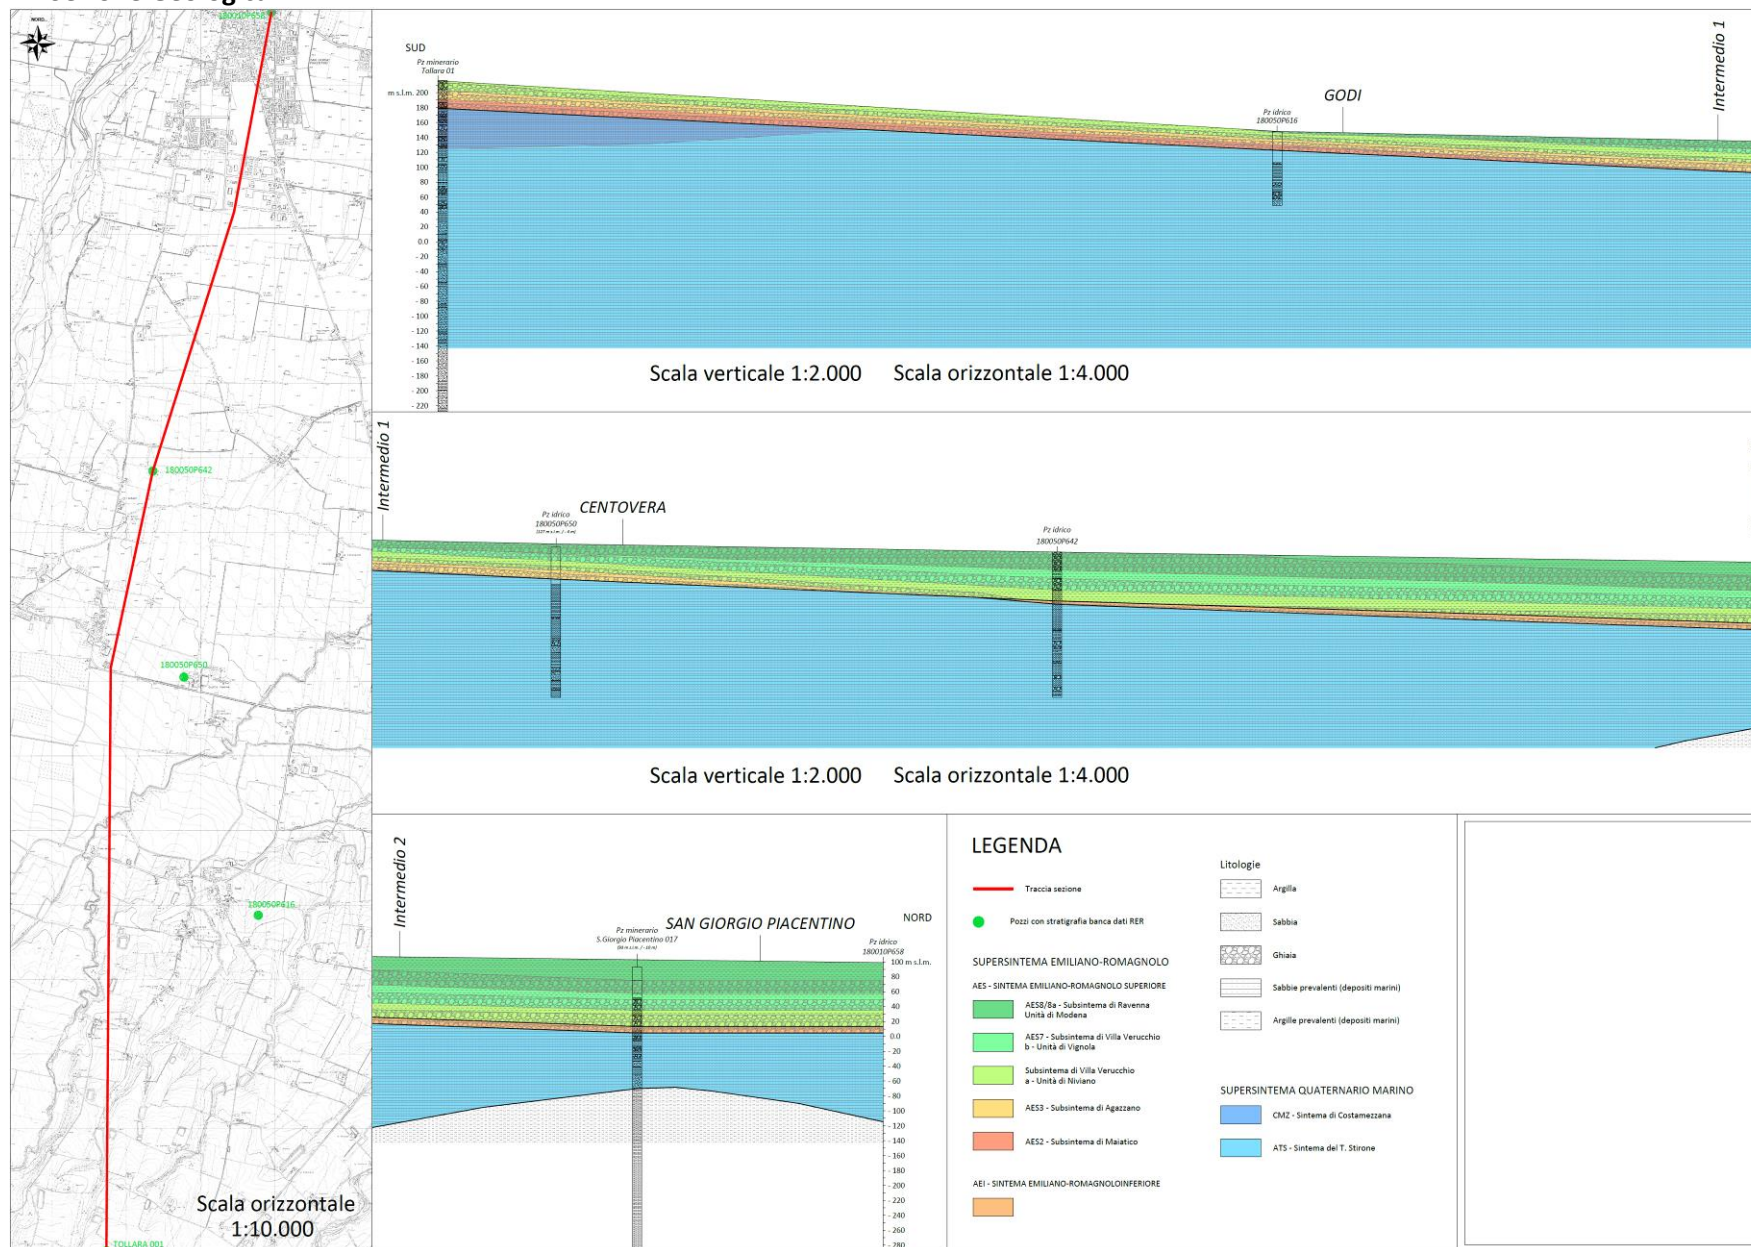 NORD
180010P658
180050P642
180050P650
180050P616
TOLLARA 001
Scala orizzontale
1:10.000
SUD
Pz minerario
Tollara 01
m s.l.m. 200
180
160
140
120
100
80
60
40
20
0.0
- 20
- 40
- 60
- 80
- 100
- 120
- 140
- 160
- 180
- 200
- 220
Pz idrico
180050P616
GODI
Intermedio 1
Scala verticale 1:2.000 Scala orizzontale 1:4.000
Intermedio 1
Pz idrico
180050P650
CENTOVERA
Pz idrico
180050P642
Scala verticale 1:2.000 Scala orizzontale 1:4.000
Intermedio 2
Pz minerario
S.Giorgio Piacentino 017
SAN GIORGIO PIACENTINO
NORD
Pz idrico
180010P658
100 m s.l.m.
80
60
40
20
0.0
- 20
- 40
- 60
- 80
- 100
- 120
- 140
- 160
- 180
- 200
- 220
- 240
- 260
- 280
LEGENDA
Traccia sezione
Pozzi con stratigrafia banca dati RER
SUPERSINTEMA EMILIANO-ROMAGNOLO
AES - SINTEMA EMILIANO-ROMAGNOLO SUPERIORE
AES8/8a - Subsintema di Ravenna
Unità di Modena
AES7 - Subsintema di Villa Verucchio
b - Unità di Vignola
Subsintema di Villa Verucchio
a - Unità di Niviano
AES3 - Subsintema di Agazzano
AES2 - Subsintema di Maiatico
AEI - SINTEMA EMILIANO-ROMAGNOLOINFERIORE
Litologie
Argilla
Sabbia
Ghiaia
Sabbie prevalenti (depositi marini)
Argille prevalenti (depositi marini)
SUPERSINTEMA QUATERNARIO MARINO
CMZ - Sintema di Costamezzana
ATS - Sintema del T. Stirone